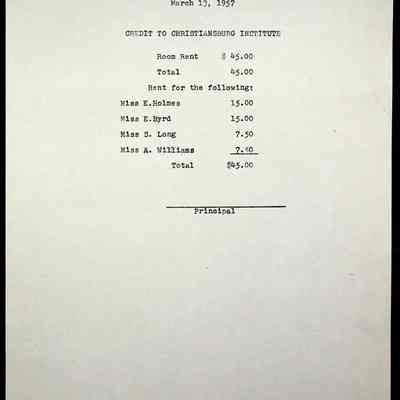 March 13, 1957
CREDIT TO CHRISTIANSBURG INSTITUTE
Room Rent $ 45.00
Total 45.00
Rent for the following:
Miss E.Holmes 15.00
Miss E.Byrd 15.00
Miss S. Long 7.50
Miss A. Williams 7.50
Total $45.00
Principal